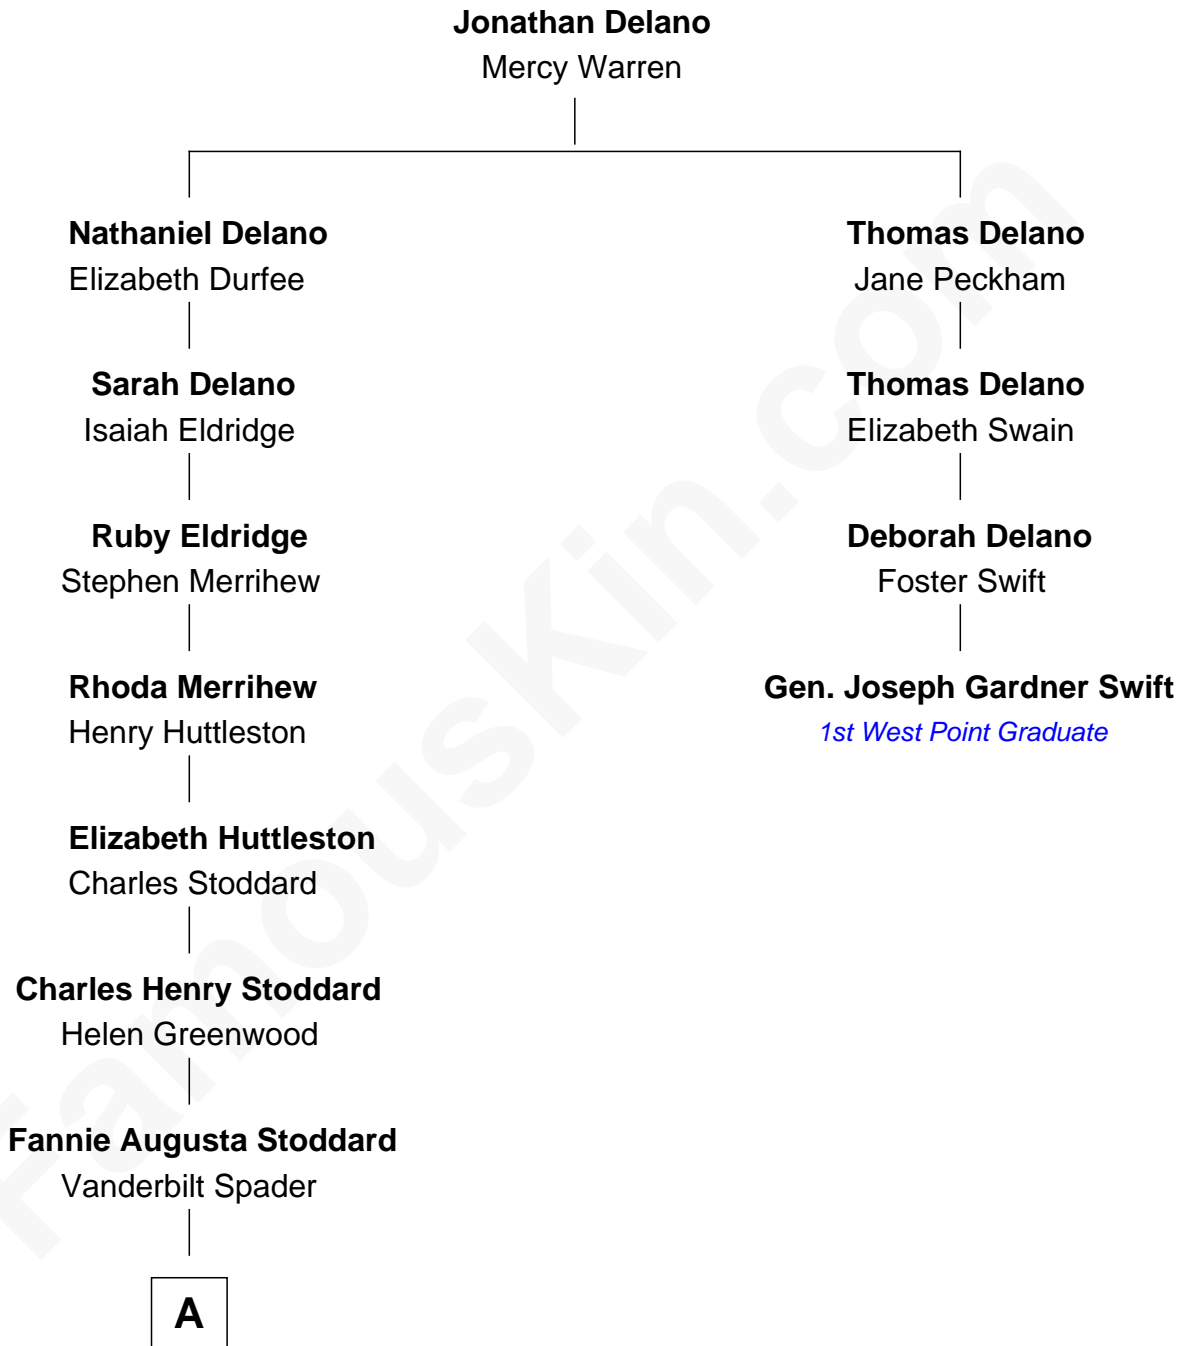 Jonathan Delano
Mercy Warren
Nathaniel Delano
Elizabeth Durfee
Thomas Delano
Jane Peckham
Sarah Delano
Isaiah Eldridge
Thomas Delano
Elizabeth Swain
Ruby Eldridge
Stephen Merrihew
Deborah Delano
Foster Swift
Rhoda Merrihew
Henry Huttleston
Gen. Joseph Gardner Swift
1st West Point Graduate
Elizabeth Huttleston
Charles Stoddard
Charles Henry Stoddard
Helen Greenwood
Fannie Augusta Stoddard
Vanderbilt Spader
A
FamousKin.com